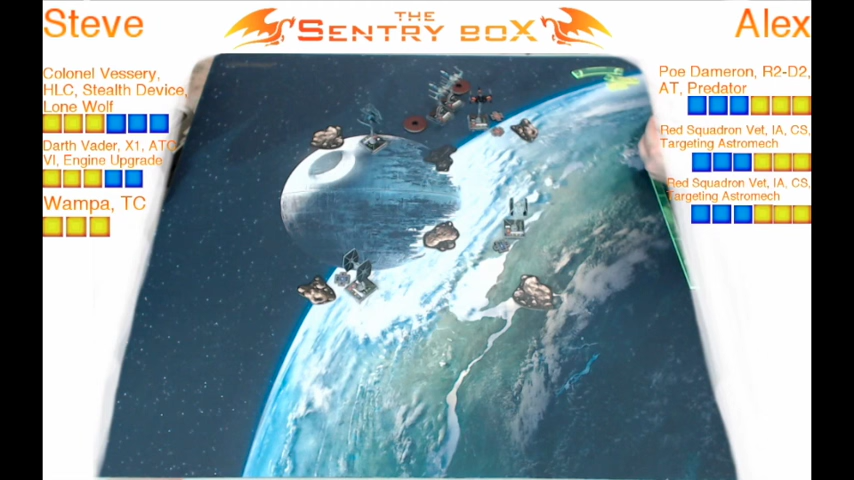 Steve
THE
SENTRY BOX
Alex
Colonel Vessery,
HLC, Stealth Device,
Lone Wolf
Darth Vader, X1, ATC
VI, Engine Upgrade
Wampa, TC
Poe Dameron, R2-D2,
AT, Predator
Red Squadron Vet, IA, CS,
Targeting Astromech
Red Squadron Vet, IA, CS,
Targeting Astromech